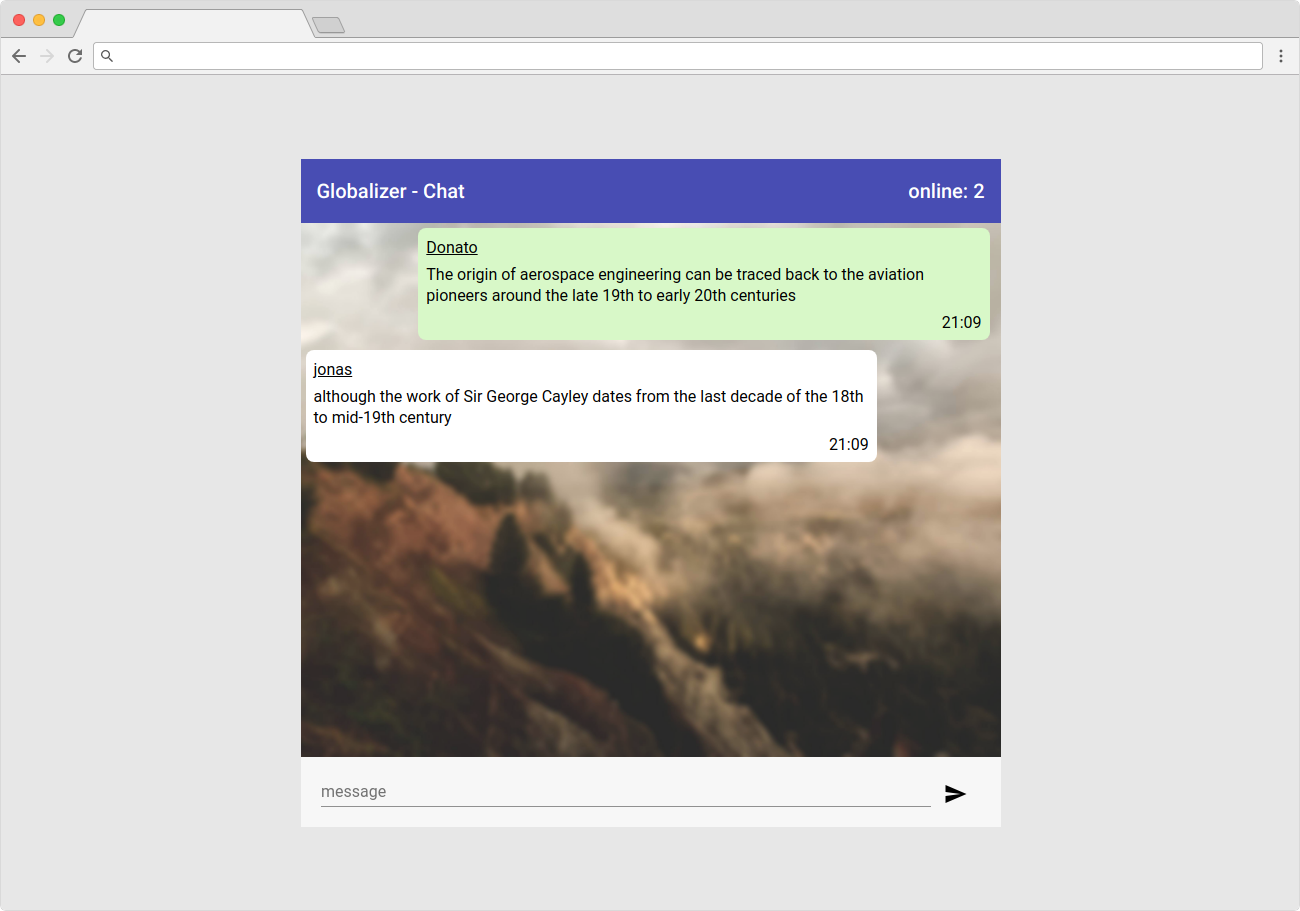 Globalizer - Chat
online: 2
Donato
The origin of aerospace engineering can be traced back to the aviation
pioneers around the late 19th to early 20th centuries
21:09
jonas
although the work of Sir George Cayley dates from the last decade of the 18th
to mid-19th century
21:09
message